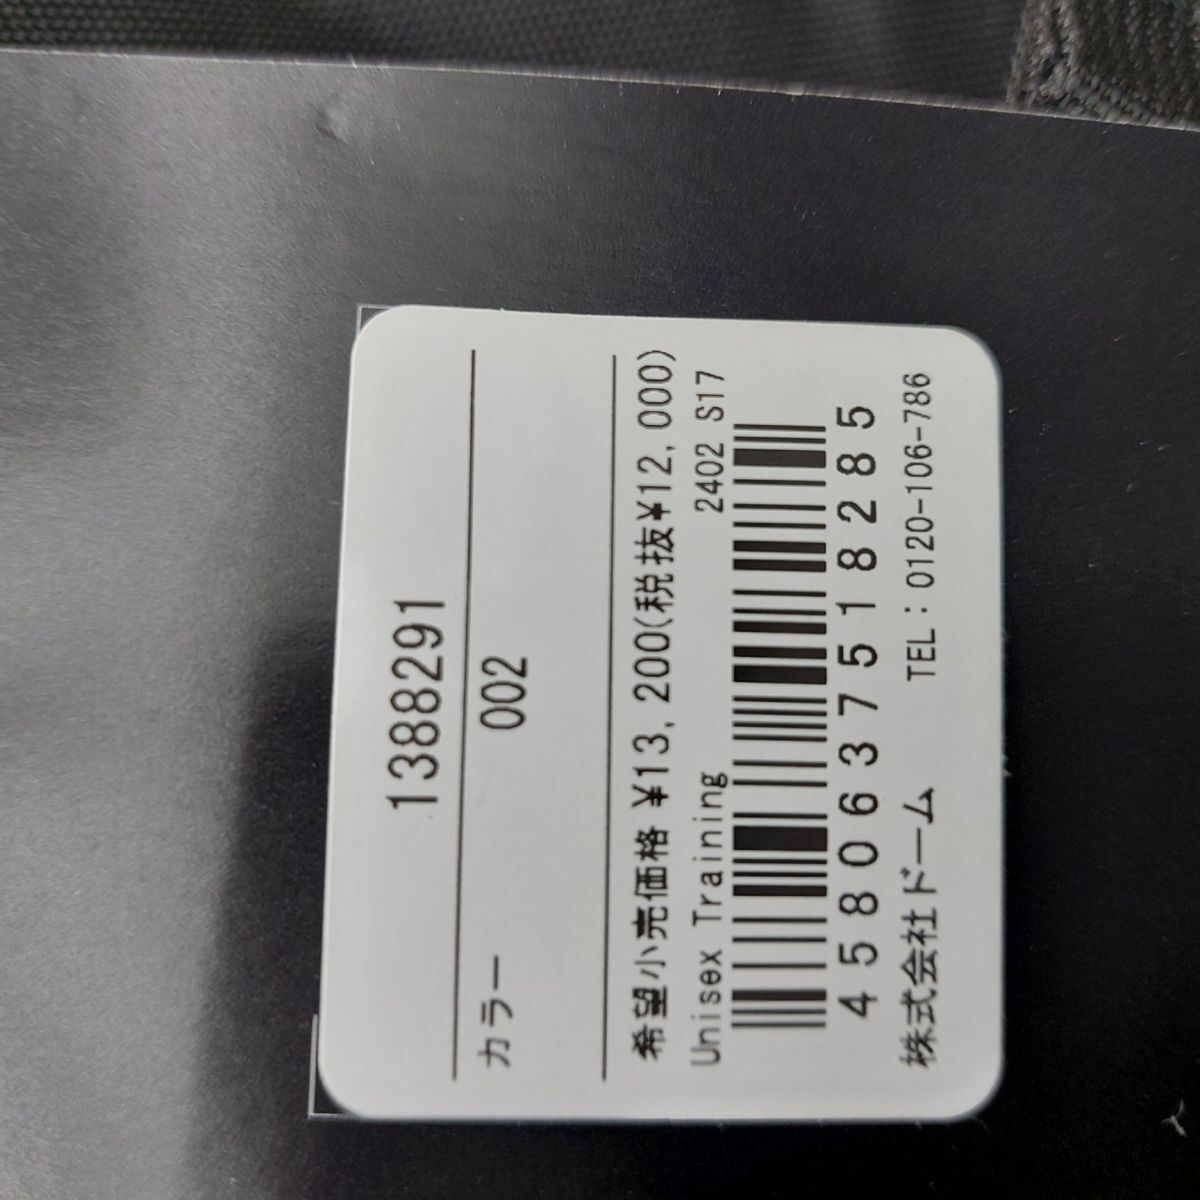 1388291
カラー 002
希望小売価格 ¥13,200(税抜¥12,000)
Unisex Training 2402 S17
4580637518285
株式会社ドーム TEL:0120-106-786